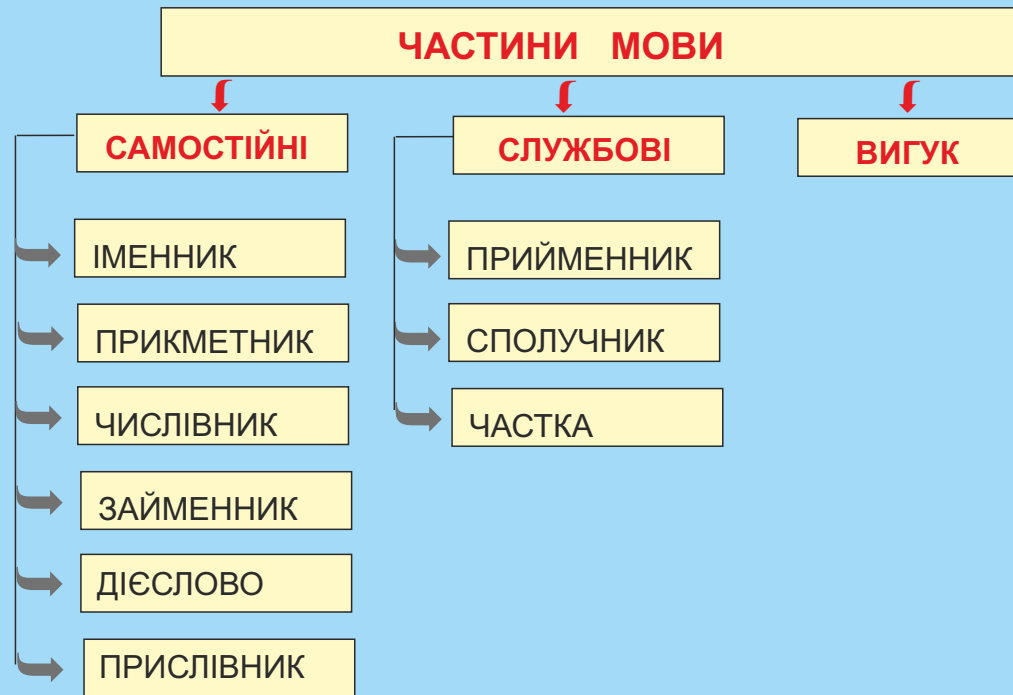 ЧАСТИНИ МОВИ
САМОСТІЙНІ
ІМЕННИК
ПРИКМЕТНИК
ЧИСЛІВНИК
ЗАЙМЕННИК
ДІЄСЛОВО
ПРИСЛІВНИК
СЛУЖБОВІ
ПРИЙМЕННИК
СПОЛУЧНИК
ЧАСТКА
ВИГУК